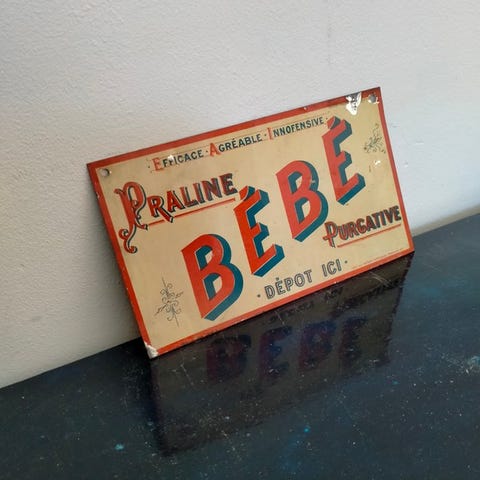 EFFICACE · AGRÉABLE · INNOFENSIVE ·
PRALINE
BÉBÉ
PURGATIVE
· DÉPOT ICI ·